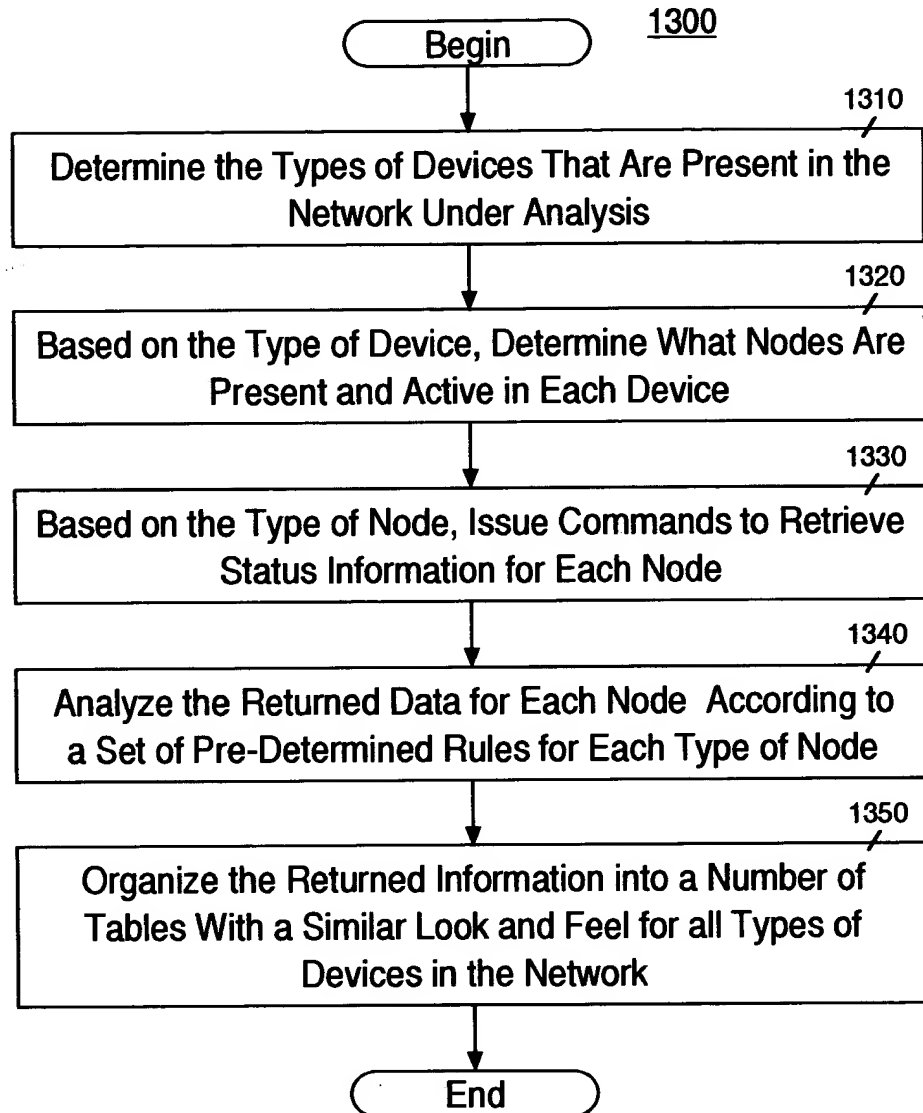 1300
Begin
1310
Determine the Types of Devices That Are Present in the
Network Under Analysis
1320
Based on the Type of Device, Determine What Nodes Are
Present and Active in Each Device
1330
Based on the Type of Node, Issue Commands to Retrieve
Status Information for Each Node
1340
Analyze the Returned Data for Each Node According to
a Set of Pre-Determined Rules for Each Type of Node
1350
Organize the Returned Information into a Number of
Tables With a Similar Look and Feel for all Types of
Devices in the Network
End